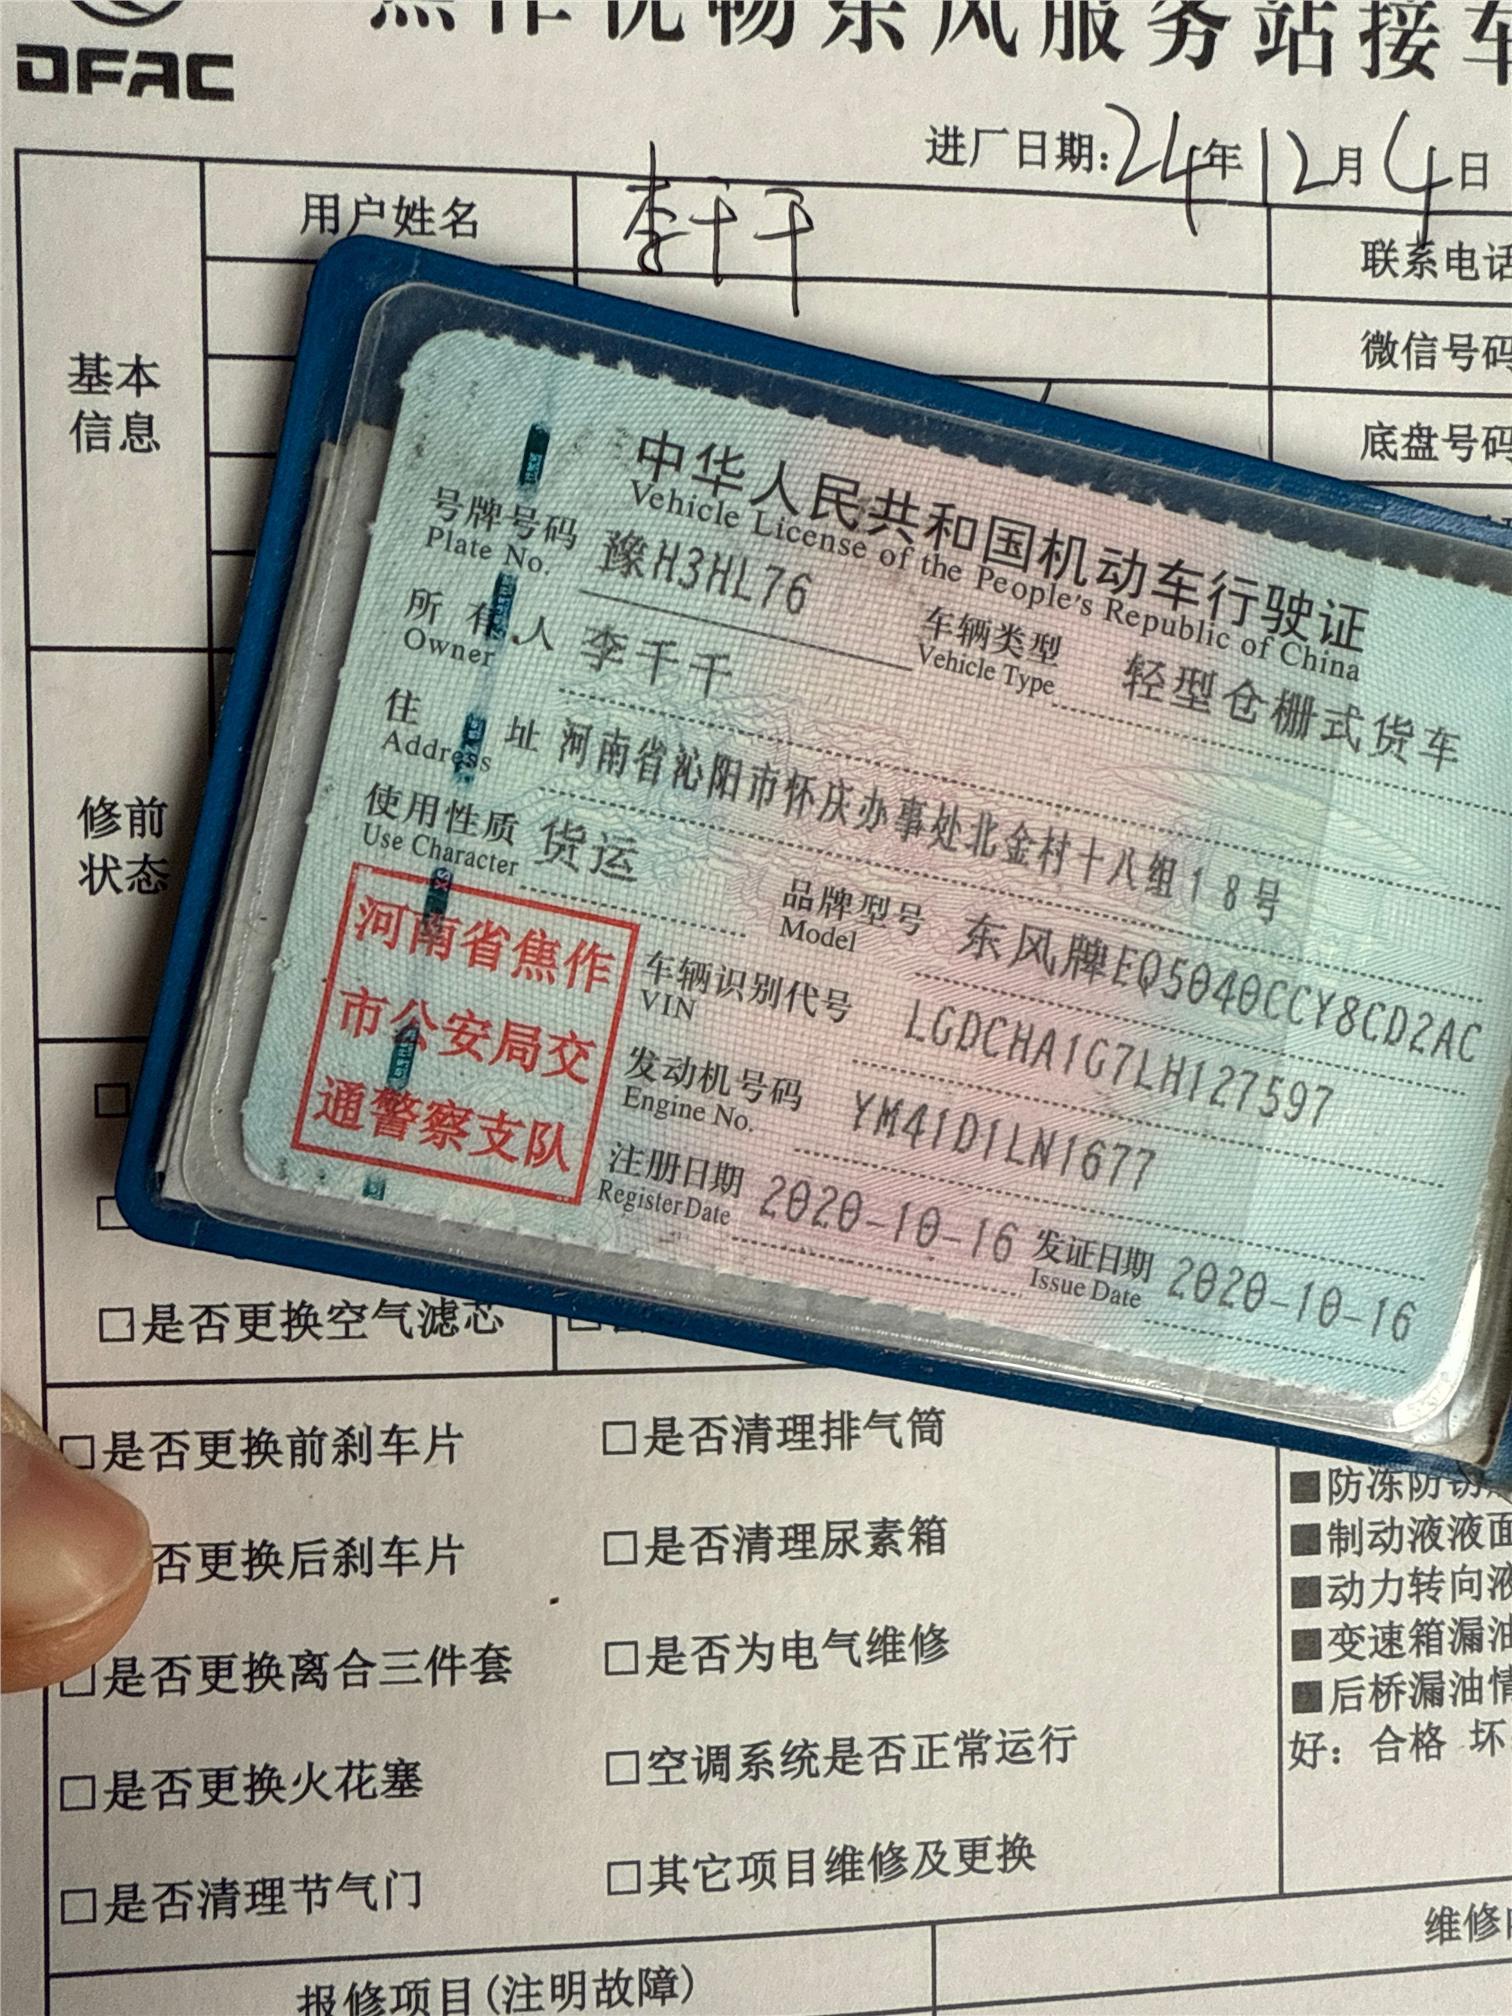 DFAC
焦作优畅东风服务站接车
进厂日期:24年12月4日
用户姓名 李千千
联系电话
基本
信息
微信号码
底盘号码
中华人民共和国机动车行驶证
Vehicle License of the People's Republic of China
号牌号码 豫H3HL76 车辆类型 轻型仓栅式货车
Plate No. Vehicle Type
所有人 李千千
Owner
住址 河南省沁阳市怀庆办事处北金村十八组18号
Address
使用性质 货运 品牌型号 东风牌EQ5040CCY8CD2AC
Use Character Model
河南省焦作
市公安局交
通警察支队
车辆识别代号 LGDCHA1G7LH127597
VIN
发动机号码 YM41D1LN1677
Engine No.
注册日期 2020-10-16 发证日期 2020-10-16
Register Date Issue Date
修前
状态
□是否更换空气滤芯
□是否更换前刹车片 □是否清理排气筒
否更换后刹车片 □是否清理尿素箱
□是否更换离合三件套 □是否为电气维修
□是否更换火花塞 □空调系统是否正常运行
□是否清理节气门 □其它项目维修及更换
■防冻防
■制动液液面
■动力转向液
■变速箱漏油
■后桥漏油情
好:合格 坏
报修项目(注明故障)
维修